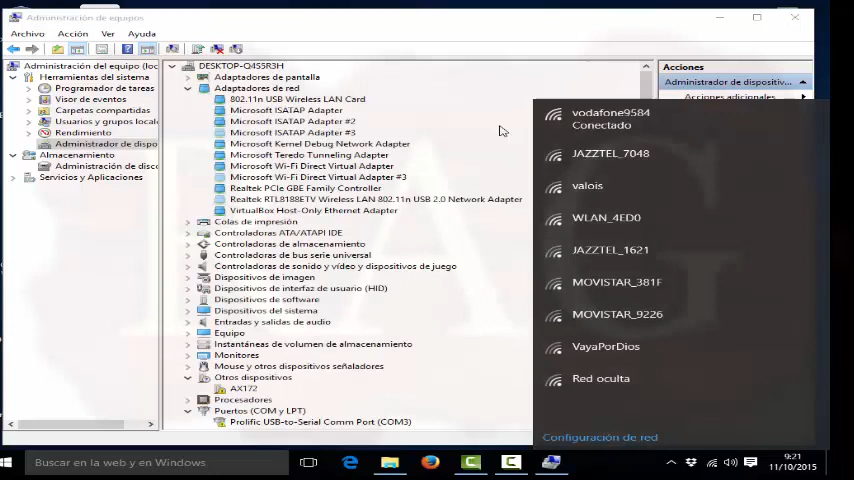 Administración de equipos
Archivo Acción Ver Ayuda
Administración del equipo (loc
Herramientas del sistema
Programador de tareas
Visor de eventos
Carpetas compartidas
Usuarios y grupos locale
Rendimiento
Administrador de dispo
Almacenamiento
Administración de disco
Servicios y Aplicaciones
DESKTOP-Q4S5R3H
Adaptadores de pantalla
Adaptadores de red
802.11n USB Wireless LAN Card
Microsoft ISATAP Adapter
Microsoft ISATAP Adapter #2
Microsoft ISATAP Adapter #3
Microsoft Kernel Debug Network Adapter
Microsoft Teredo Tunneling Adapter
Microsoft Wi-Fi Direct Virtual Adapter
Microsoft Wi-Fi Direct Virtual Adapter #3
Realtek PCIe GBE Family Controller
Realtek RTL8188ETV Wireless LAN 802.11n USB 2.0 Network Adapter
VirtualBox Host-Only Ethernet Adapter
Colas de impresión
Controladoras ATA/ATAPI IDE
Controladoras de almacenamiento
Controladoras de bus serie universal
Controladoras de sonido y vídeo y dispositivos de juego
Dispositivos de imagen
Dispositivos de interfaz de usuario (HID)
Dispositivos de software
Dispositivos del sistema
Entradas y salidas de audio
Equipo
Instantáneas de volumen de almacenamiento
Monitores
Mouse y otros dispositivos señaladores
Otros dispositivos
AX172
Procesadores
Puertos (COM y LPT)
Prolific USB-to-Serial Comm Port (COM3)
Acciones
Administrador de dispositiv...
Acciones adicionales
vodafone9584
Conectado
JAZZTEL_7048
valois
WLAN_4ED0
JAZZTEL_1621
MOVISTAR_381F
MOVISTAR_9226
VayaPorDios
Red oculta
Configuración de red
Buscar en la web y en Windows.
9:21
11/10/2015